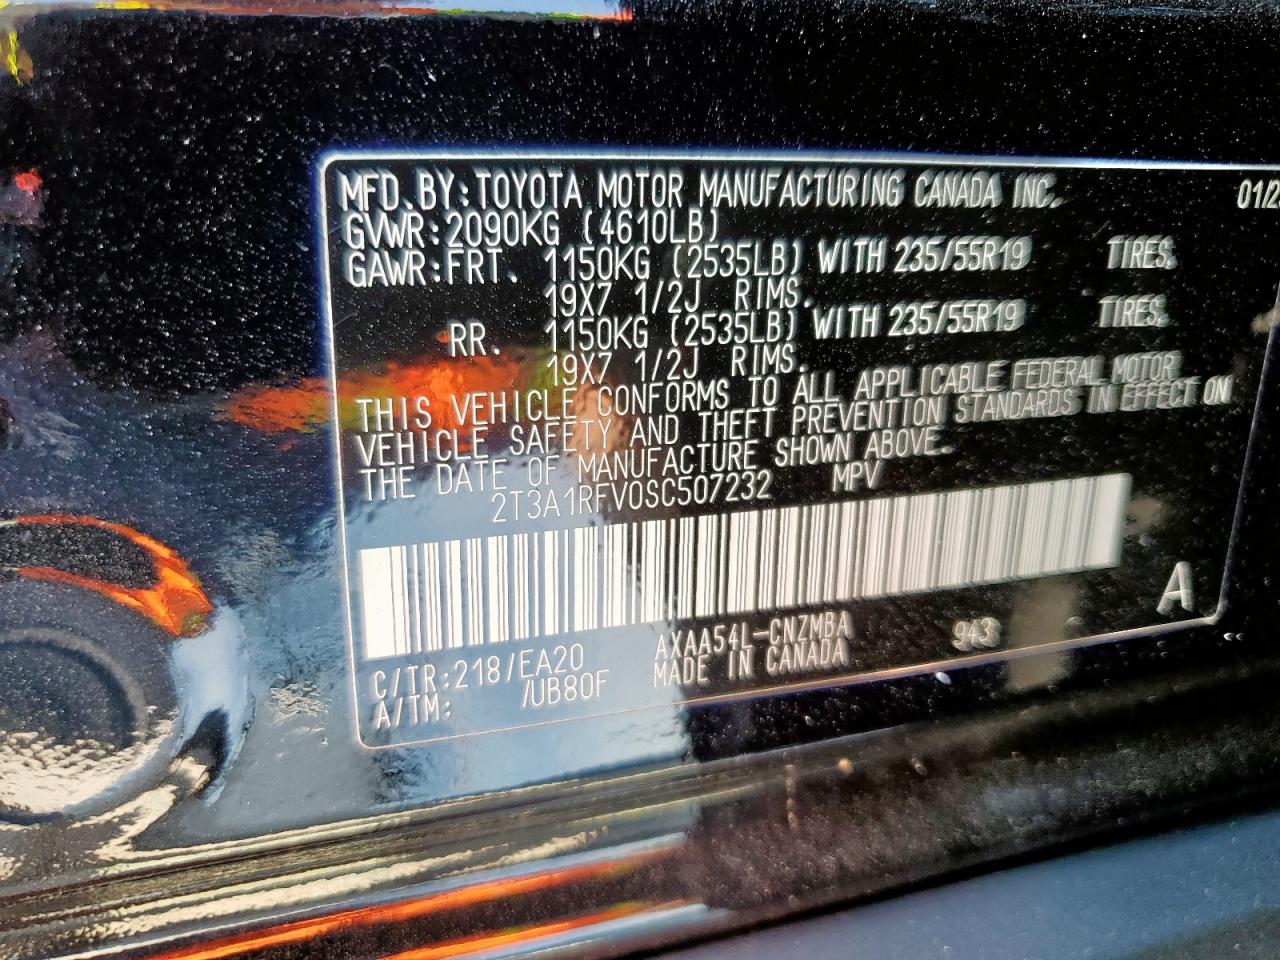 MFD.BY:TOYOTA MOTOR MANUFACTURING CANADA INC.
GVWR:2090KG (4610LB)
GAWR:FRT. 1150KG (2535LB) WITH 235/55R19 TIRES.
19X7 1/2J RIMS.
RR. 1150KG (2535LB) WITH 235/55R19 TIRES.
19X7 1/2J RIMS.
THIS VEHICLE CONFORMS TO ALL APPLICABLE FEDERAL MOTOR
VEHICLE SAFETY AND THEFT PREVENTION STANDARDS IN EFFECT ON
THE DATE OF MANUFACTURE SHOWN ABOVE.
2T3A1RFV0SC507232 MPV
A
C/TR:218/EA20 AXAA54L-CNZMBA 943
A/TM: /UB80F MADE IN CANADA